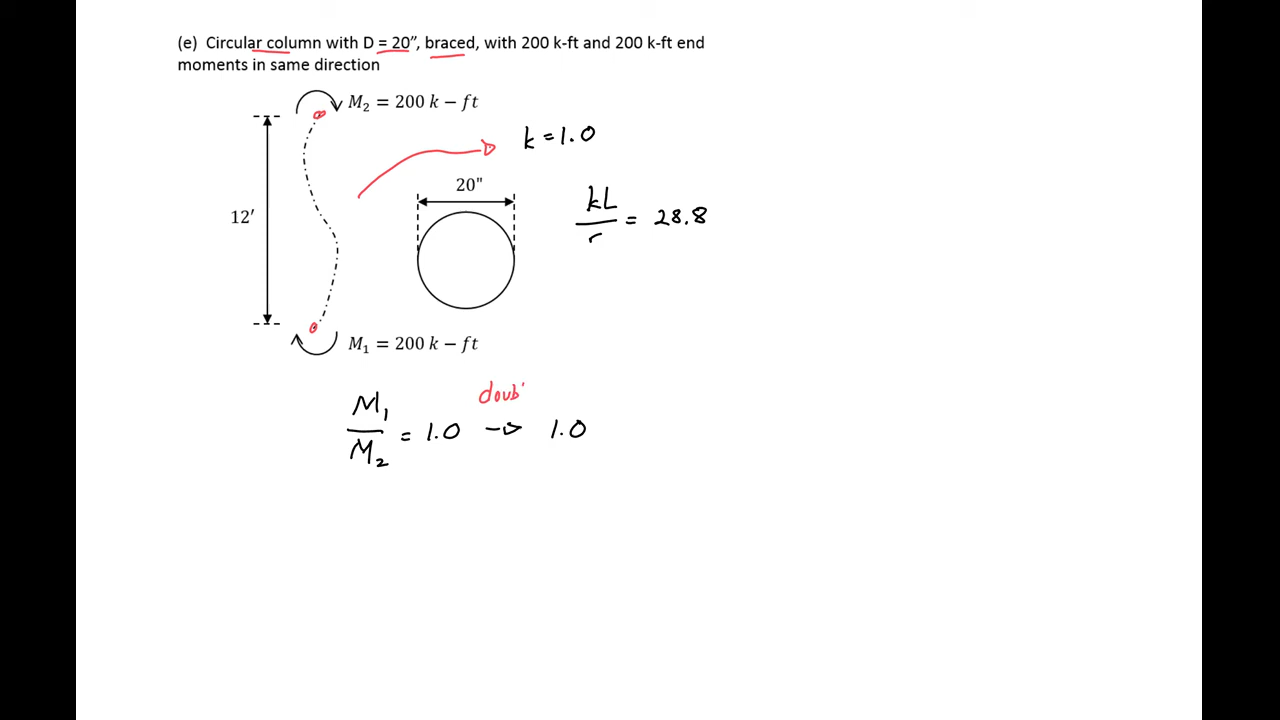 (e) Circular column with D = 20”, braced, with 200 k-ft and 200 k-ft end
moments in same direction
M₂ = 200 k − ft
k = 1.0
20"
kL
r
= 28.8
12′
M₁ = 200 k − ft
doub
M₁
M₂
= 1.0 → 1.0